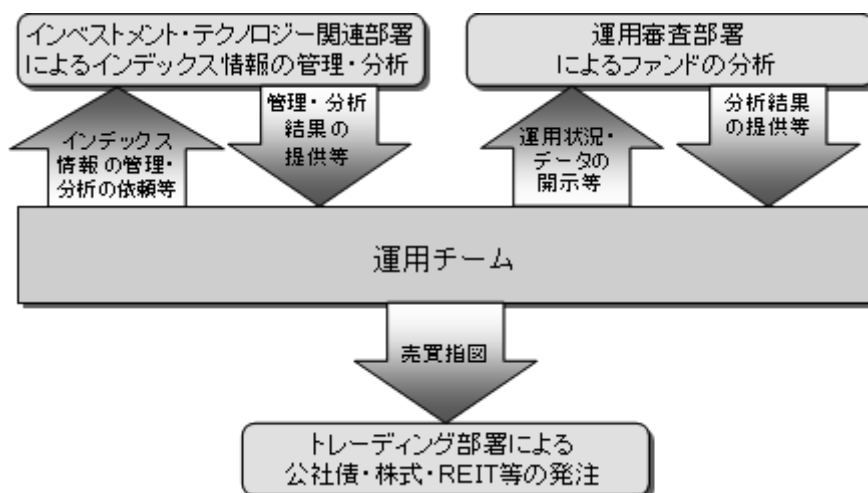 インベストメント・テクノロジー関連部署
によるインデックス情報の管理・分析
運用審査部署
によるファンドの分析
インデックス
情報の管理・
分析の依頼等
管理・分析
結果の
提供等
運用状況・
データの
開示等
分析結果
の提供等
運用チーム
売買指図
トレーディング部署による
公社債・株式・REIT等の発注